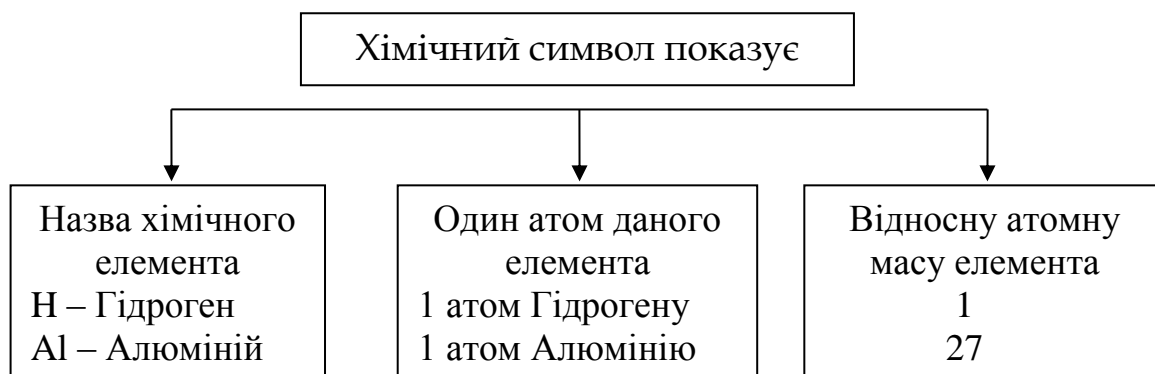 Хімічний символ показує
Назва хімічного
елемента
Н – Гідроген
Al – Алюміній
Один атом даного
елемента
1 атом Гідрогену
1 атом Алюмінію
Відносну атомну
масу елемента
1
27